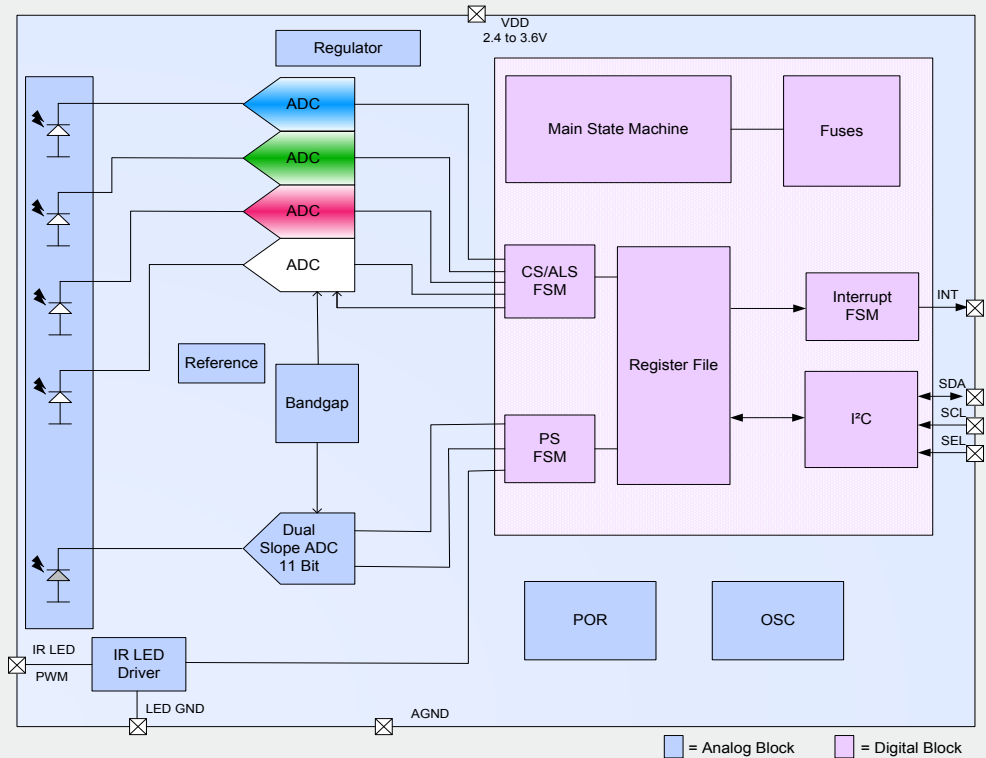 VDD
2.4 to 3.6V
Regulator
ADC
ADC
ADC
ADC
Main State Machine
Fuses
CS/ALS
FSM
Register File
Interrupt
FSM
INT
Reference
Bandgap
I²C
SDA
SCL
SEL
PS
FSM
Dual
Slope ADC
11 Bit
POR
OSC
IR LED
PWM
IR LED
Driver
LED GND
AGND
= Analog Block
= Digital Block